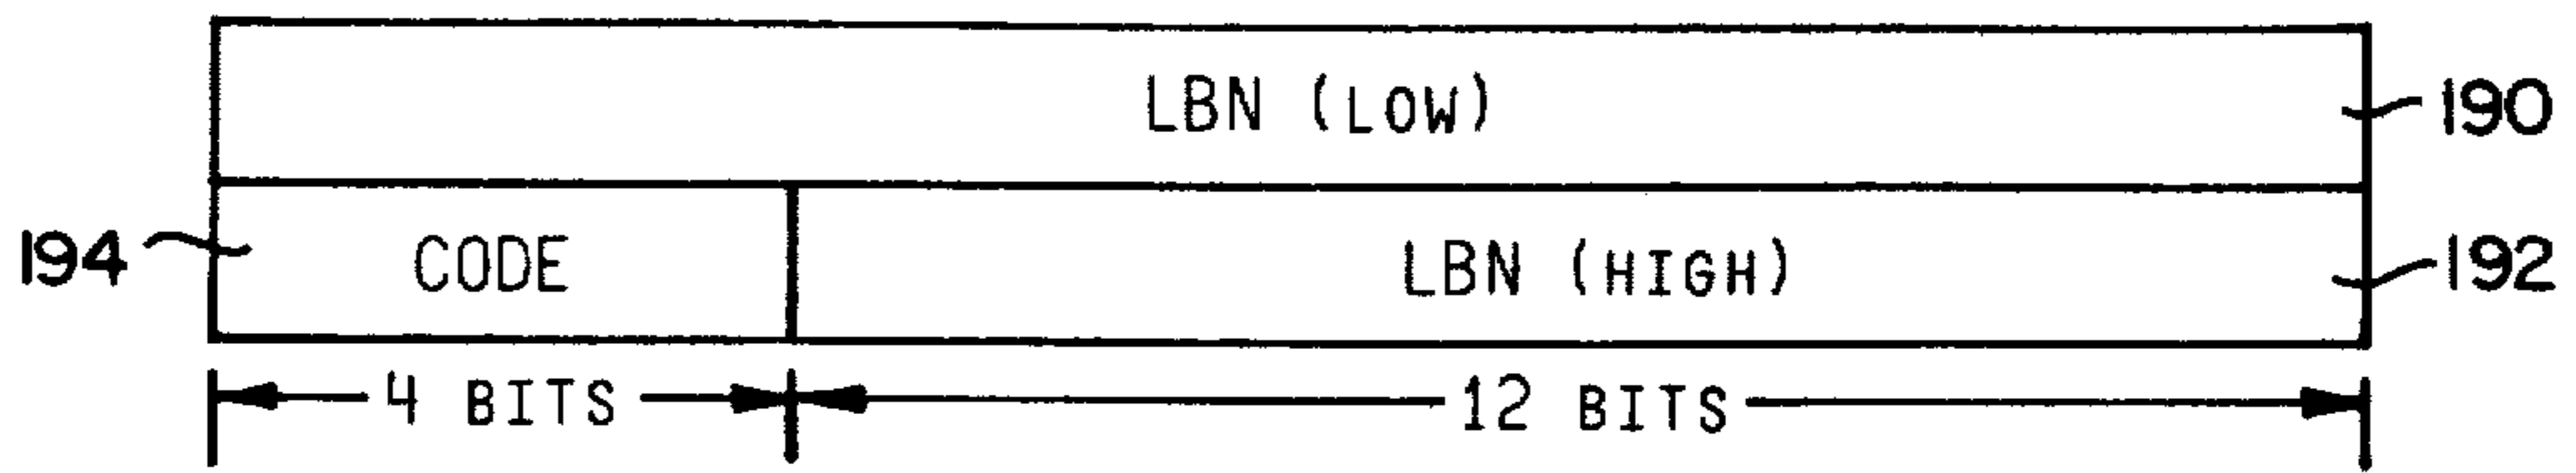 LBN (LOW) 190
194 CODE LBN (HIGH) 192
4 BITS 12 BITS